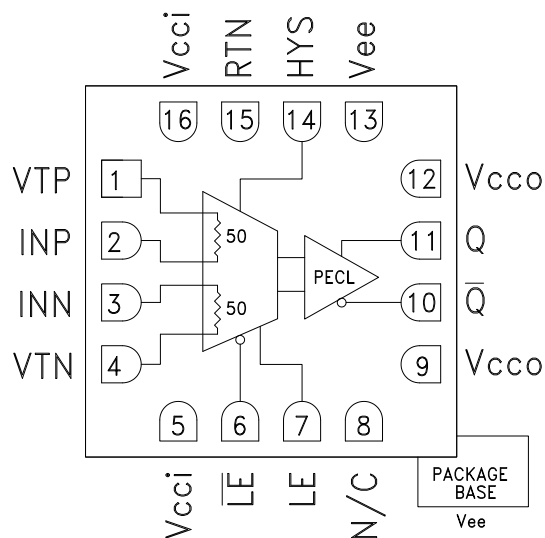 Vcci
RTN
HYS
Vee
16
15
14
13
VTP
1
12
Vcco
INP
2
50
11
Q
PECL
INN
3
50
10
Q̅
VTN
4
9
Vcco
5
6
7
8
Vcci
L̅E̅
LE
N/C
PACKAGE
BASE
Vee